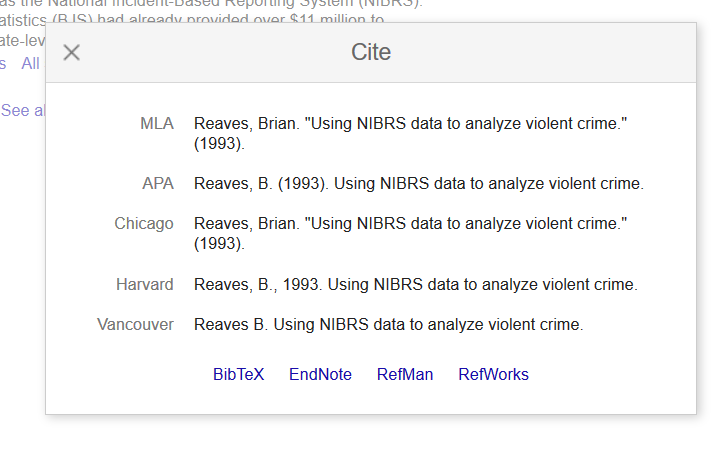 as the National Incident-Based Reporting System (NIBRS).
atistics (BJS) had already provided over $11 million to
ate-lev
s All
See al
Cite
MLA Reaves, Brian. "Using NIBRS data to analyze violent crime."
(1993).
APA Reaves, B. (1993). Using NIBRS data to analyze violent crime.
Chicago Reaves, Brian. "Using NIBRS data to analyze violent crime."
(1993).
Harvard Reaves, B., 1993. Using NIBRS data to analyze violent crime.
Vancouver Reaves B. Using NIBRS data to analyze violent crime.
BibTeX EndNote RefMan RefWorks